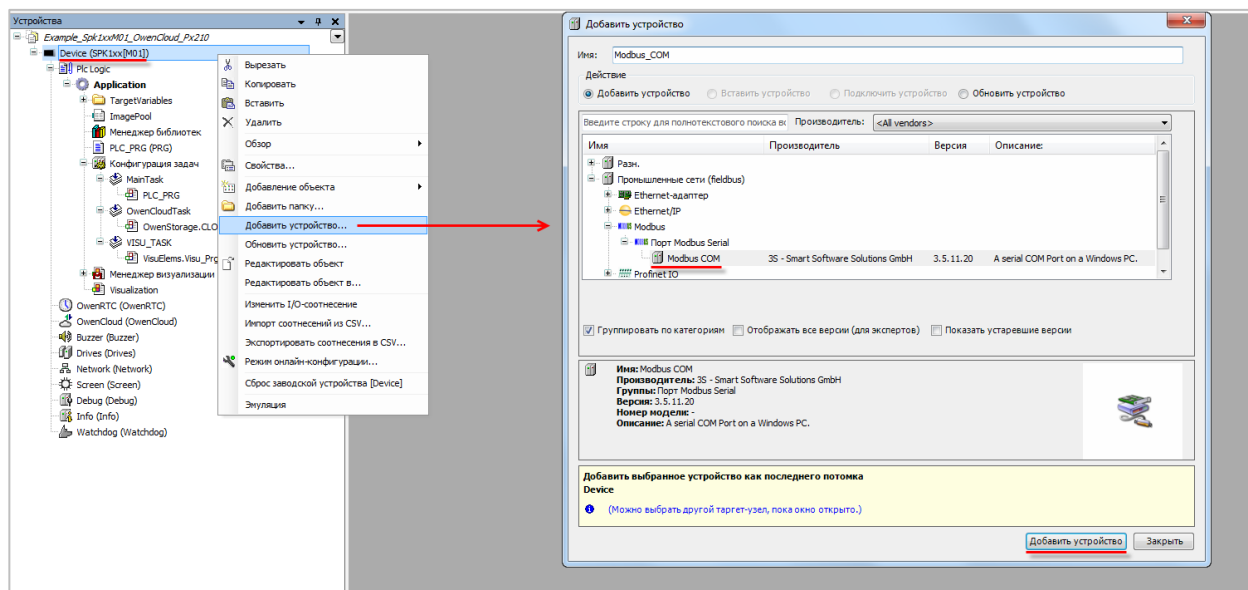 Устройства
Example_Spk1xxM01_OwenCloud_Px210
Device (SPK1xx[M01])
Plc Logic
Application
TargetVariables
ImagePool
Менеджер библиотек
PLC_PRG (PRG)
Конфигурация задач
MainTask
PLC_PRG
OwenCloudTask
OwenStorage.CLO
VISU_TASK
VisuElems.Visu_Prg
Менеджер визуализации
Visualization
OwenRTC (OwenRTC)
OwenCloud (OwenCloud)
Buzzer (Buzzer)
Drives (Drives)
Network (Network)
Screen (Screen)
Debug (Debug)
Info (Info)
Watchdog (Watchdog)
Вырезать
Копировать
Вставить
Удалить
Обзор
Свойства...
Добавление объекта
Добавить папку...
Добавить устройство...
Обновить устройство...
Редактировать объект
Редактировать объект в...
Изменить I/O-соотнесение
Импорт соотнесений из CSV...
Экспортировать соотнесения в CSV...
Режим онлайн-конфигурации...
Сброс заводской устройства [Device]
Эмуляция
Добавить устройство
Имя: Modbus_COM
Действие
Добавить устройство Вставить устройство Подключить устройство Обновить устройство
Введите строку для полнотекстового поиска во Производитель: <All vendors>
Имя Производитель Версия Описание:
Разн.
Промышленные сети (fieldbus)
Ethernet-адаптер
Ethernet/IP
Modbus
Порт Modbus Serial
Modbus COM 3S - Smart Software Solutions GmbH 3.5.11.20 A serial COM Port on a Windows PC.
Profinet IO
Группировать по категориям Отображать все версии (для экспертов) Показать устаревшие версии
Имя: Modbus COM
Производитель: 3S - Smart Software Solutions GmbH
Группы: Порт Modbus Serial
Версия: 3.5.11.20
Номер модели: -
Описание: A serial COM Port on a Windows PC.
Добавить выбранное устройство как последнего потомка
Device
(Можно выбрать другой таргет-узел, пока окно открыто.)
Добавить устройство Закрыть